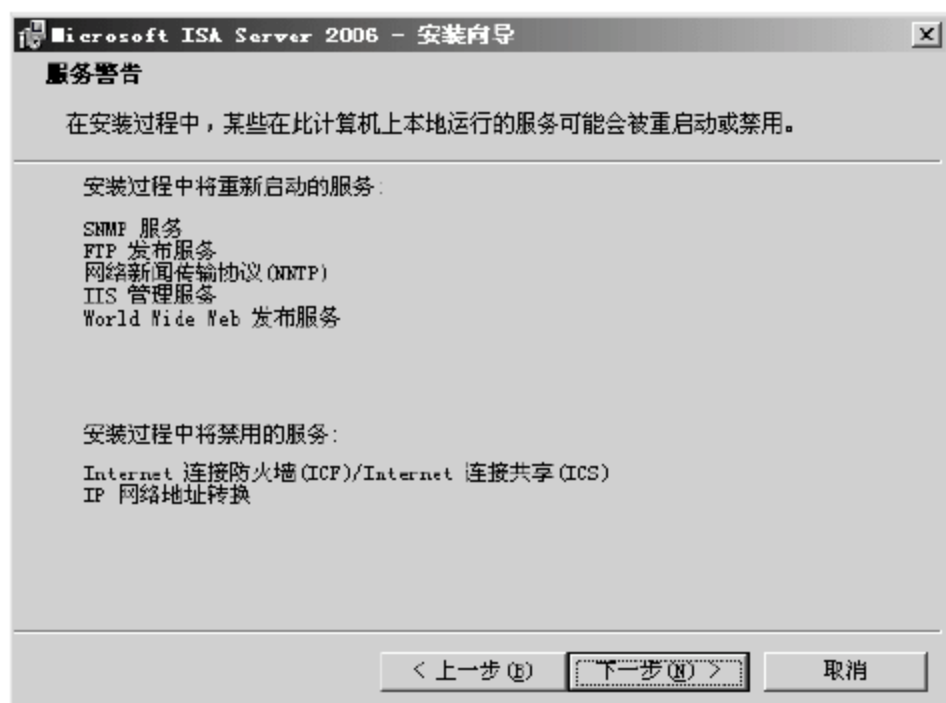 Microsoft ISA Server 2006 - 安装向导
服务警告
在安装过程中，某些在此计算机上本地运行的服务可能会被重启动或禁用。
安装过程中将重新启动的服务:
SNMP 服务
FTP 发布服务
网络新闻传输协议(NNTP)
IIS 管理服务
World Wide Web 发布服务
安装过程中将禁用的服务:
Internet 连接防火墙(ICF)/Internet 连接共享(ICS)
IP 网络地址转换
< 上一步(B)
下一步(N) >
取消